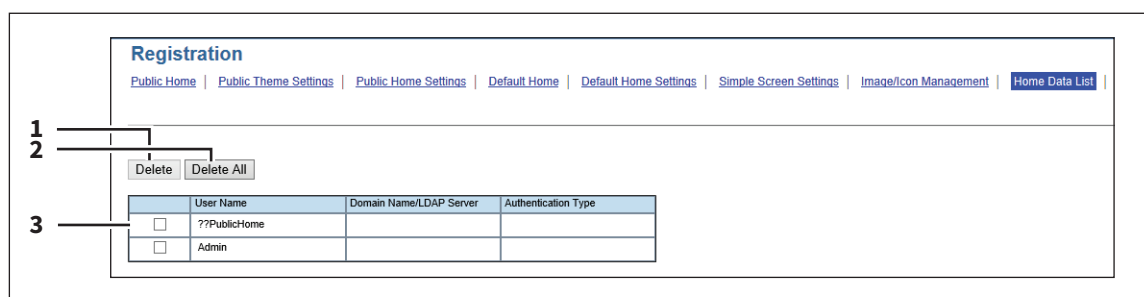 Registration
Public Home | Public Theme Settings | Public Home Settings | Default Home | Default Home Settings | Simple Screen Settings | Image/Icon Management | Home Data List |
1
2
Delete Delete All
User Name Domain Name/LDAP Server Authentication Type
3 ??PublicHome
Admin